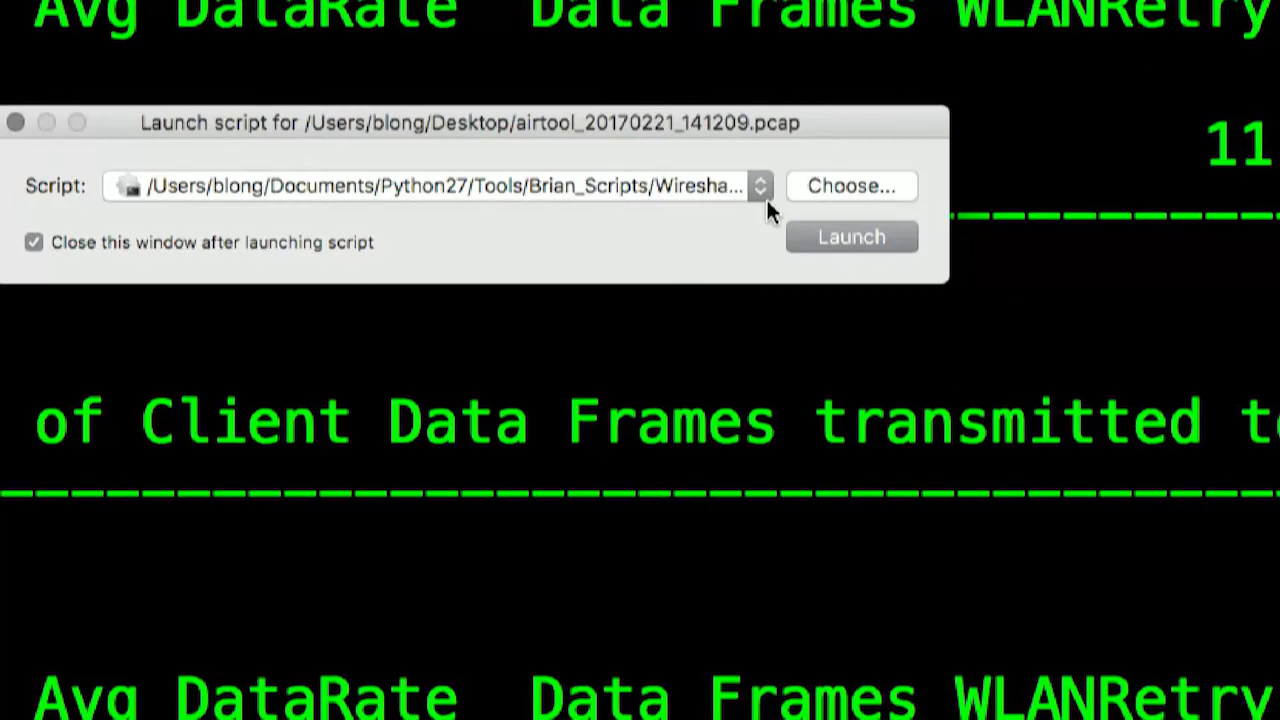 Avg DataRate  Data Frames WLANRetry
Launch script for /Users/blong/Desktop/airtool_20170221_141209.pcap
11
Script: /Users/blong/Documents/Python27/Tools/Brian_Scripts/Wiresha... Choose...
Close this window after launching script Launch
of Client Data Frames transmitted
Avg DataRate  Data Frames WLANRetry